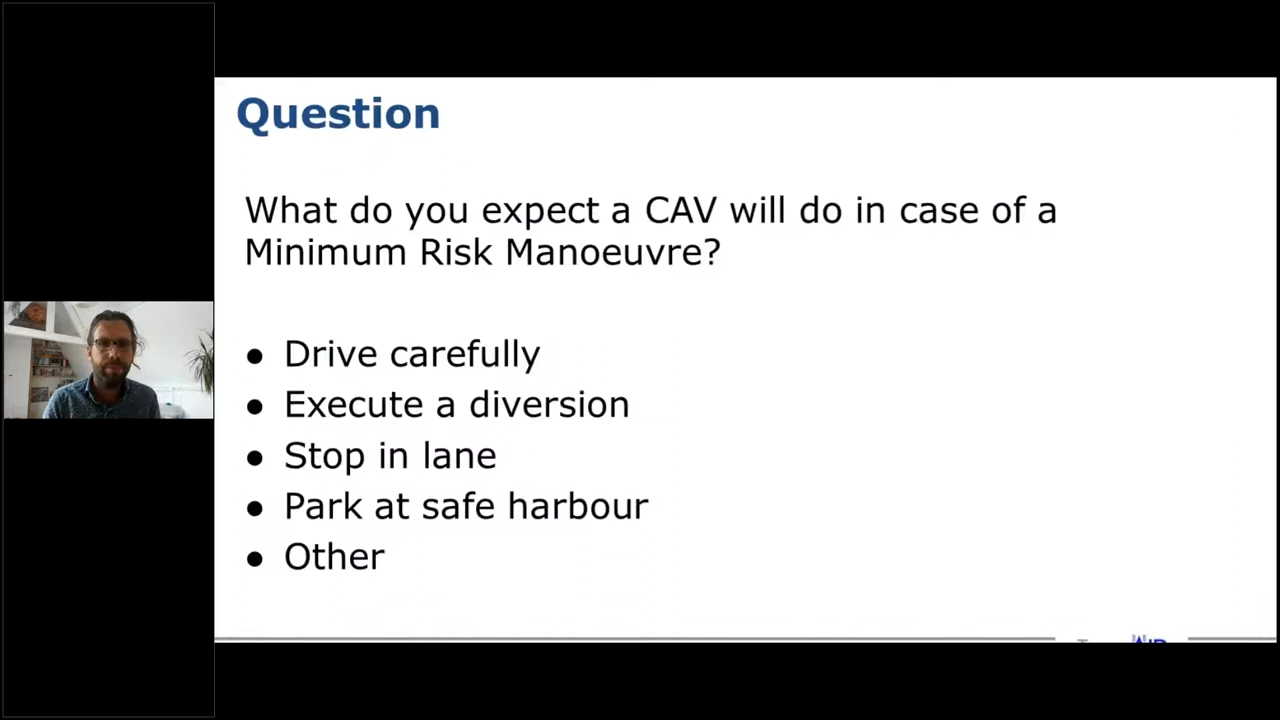 Question
What do you expect a CAV will do in case of a
Minimum Risk Manoeuvre?
● Drive carefully
● Execute a diversion
● Stop in lane
● Park at safe harbour
● Other